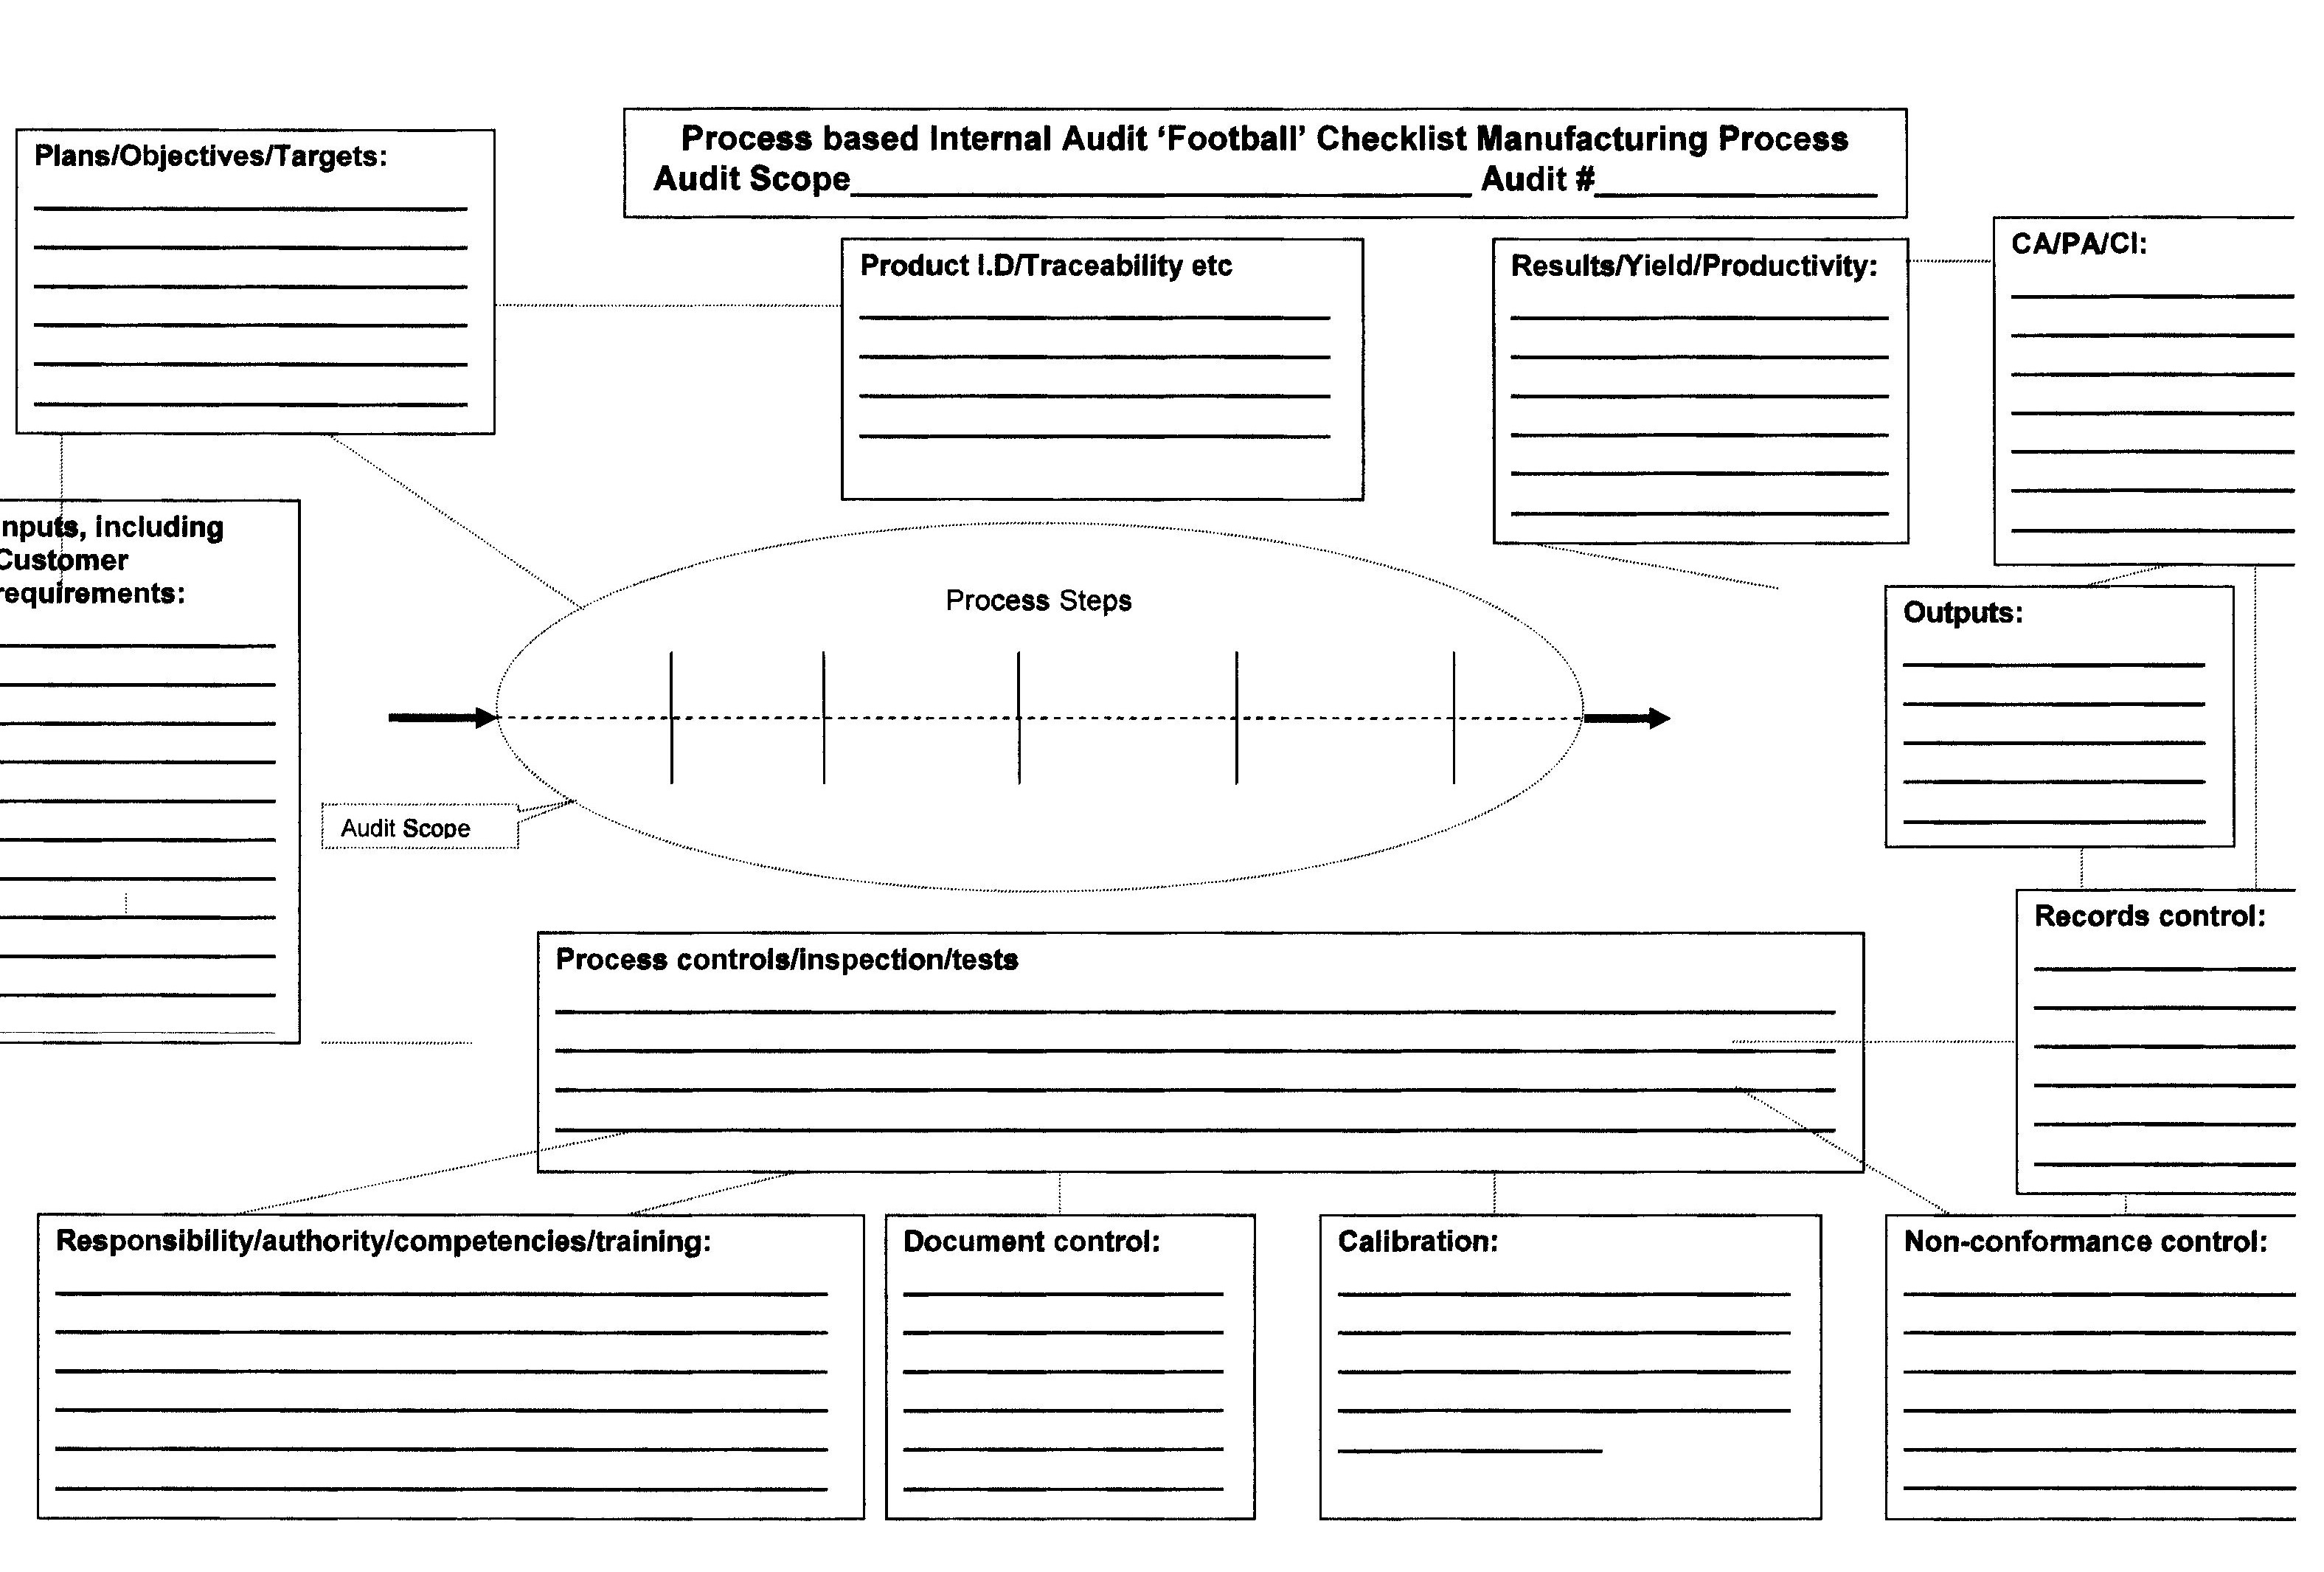 Process based Internal Audit ‘Football’ Checklist Manufacturing Process
Audit Scope Audit #
Plans/Objectives/Targets:
Product I.D/Traceability etc
Results/Yield/Productivity:
CA/PA/CI:
nputs, including
Customer
requirements:
Process Steps
Outputs:
Audit Scope
Records control:
Process controls/inspection/tests
Responsibility/authority/competencies/training:
Document control:
Calibration:
Non-conformance control: